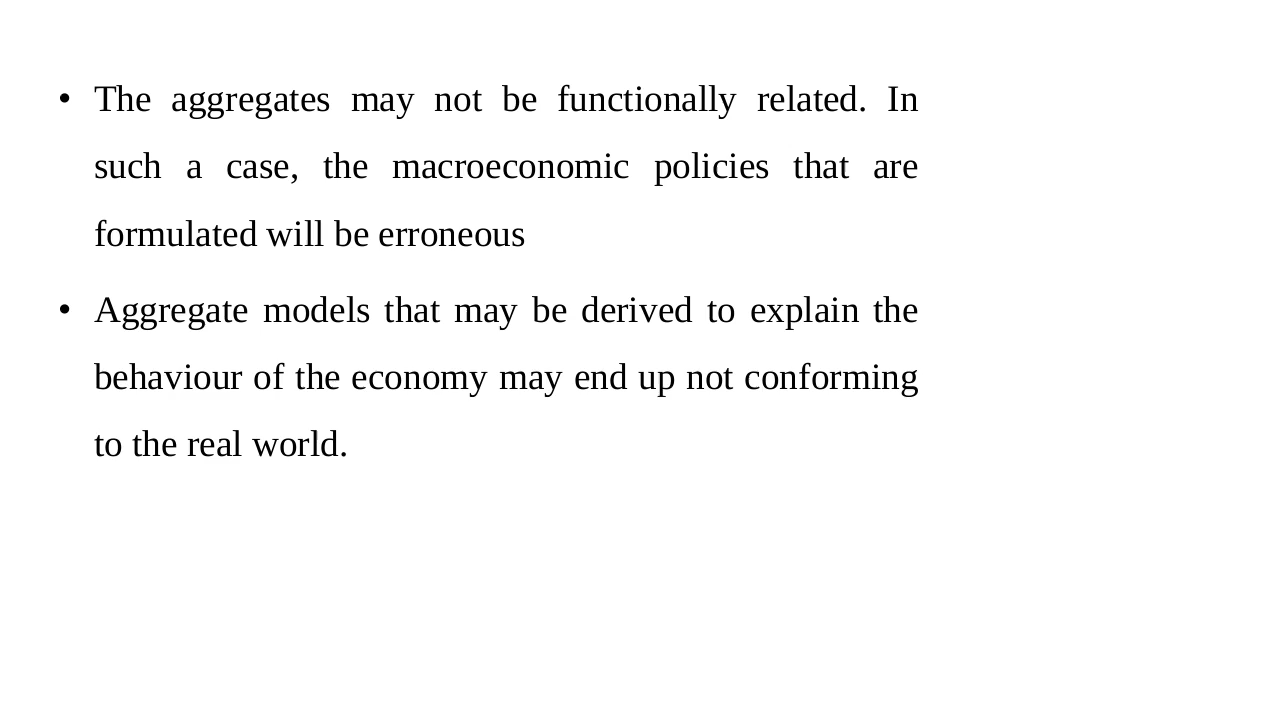 • The aggregates may not be functionally related. In
such a case, the macroeconomic policies that are
formulated will be erroneous
• Aggregate models that may be derived to explain the
behaviour of the economy may end up not conforming
to the real world.